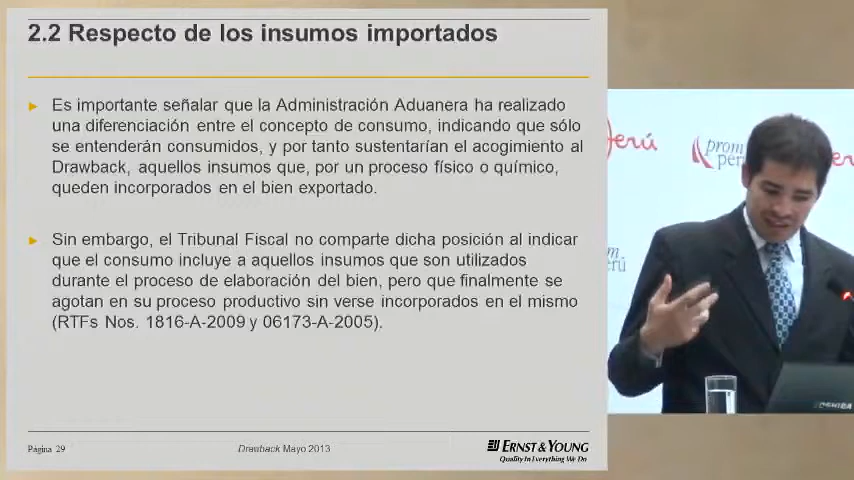 2.2 Respecto de los insumos importados
► Es importante señalar que la Administración Aduanera ha realizado
una diferenciación entre el concepto de consumo, indicando que sólo
se entenderán consumidos, y por tanto sustentarían el acogimiento al
Drawback, aquellos insumos que, por un proceso físico o químico,
queden incorporados en el bien exportado.
► Sin embargo, el Tribunal Fiscal no comparte dicha posición al indicar
que el consumo incluye a aquellos insumos que son utilizados
durante el proceso de elaboración del bien, pero que finalmente se
agotan en su proceso productivo sin verse incorporados en el mismo
(RTFs Nos. 1816-A-2009 y 06173-A-2005).
Página 29
Drawback Mayo 2013
ERNST & YOUNG
Quality In Everything We Do
erú
prom
perú
er
m
erú
TOSHIBA